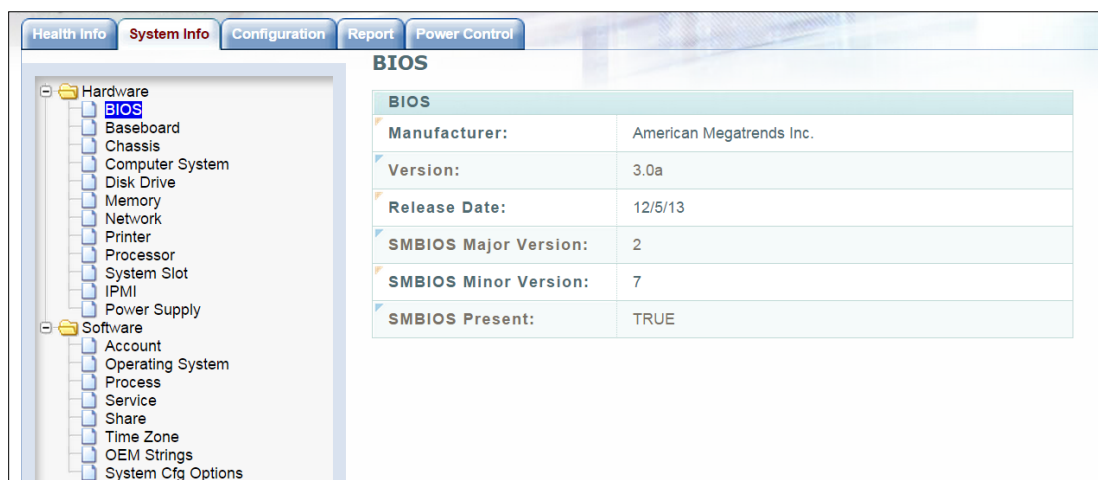 Health Info System Info Configuration Report Power Control
BIOS
Hardware
BIOS
Baseboard
Chassis
Computer System
Disk Drive
Memory
Network
Printer
Processor
System Slot
IPMI
Power Supply
Software
Account
Operating System
Process
Service
Share
Time Zone
OEM Strings
System Cfg Options
BIOS
Manufacturer: American Megatrends Inc.
Version: 3.0a
Release Date: 12/5/13
SMBIOS Major Version: 2
SMBIOS Minor Version: 7
SMBIOS Present: TRUE